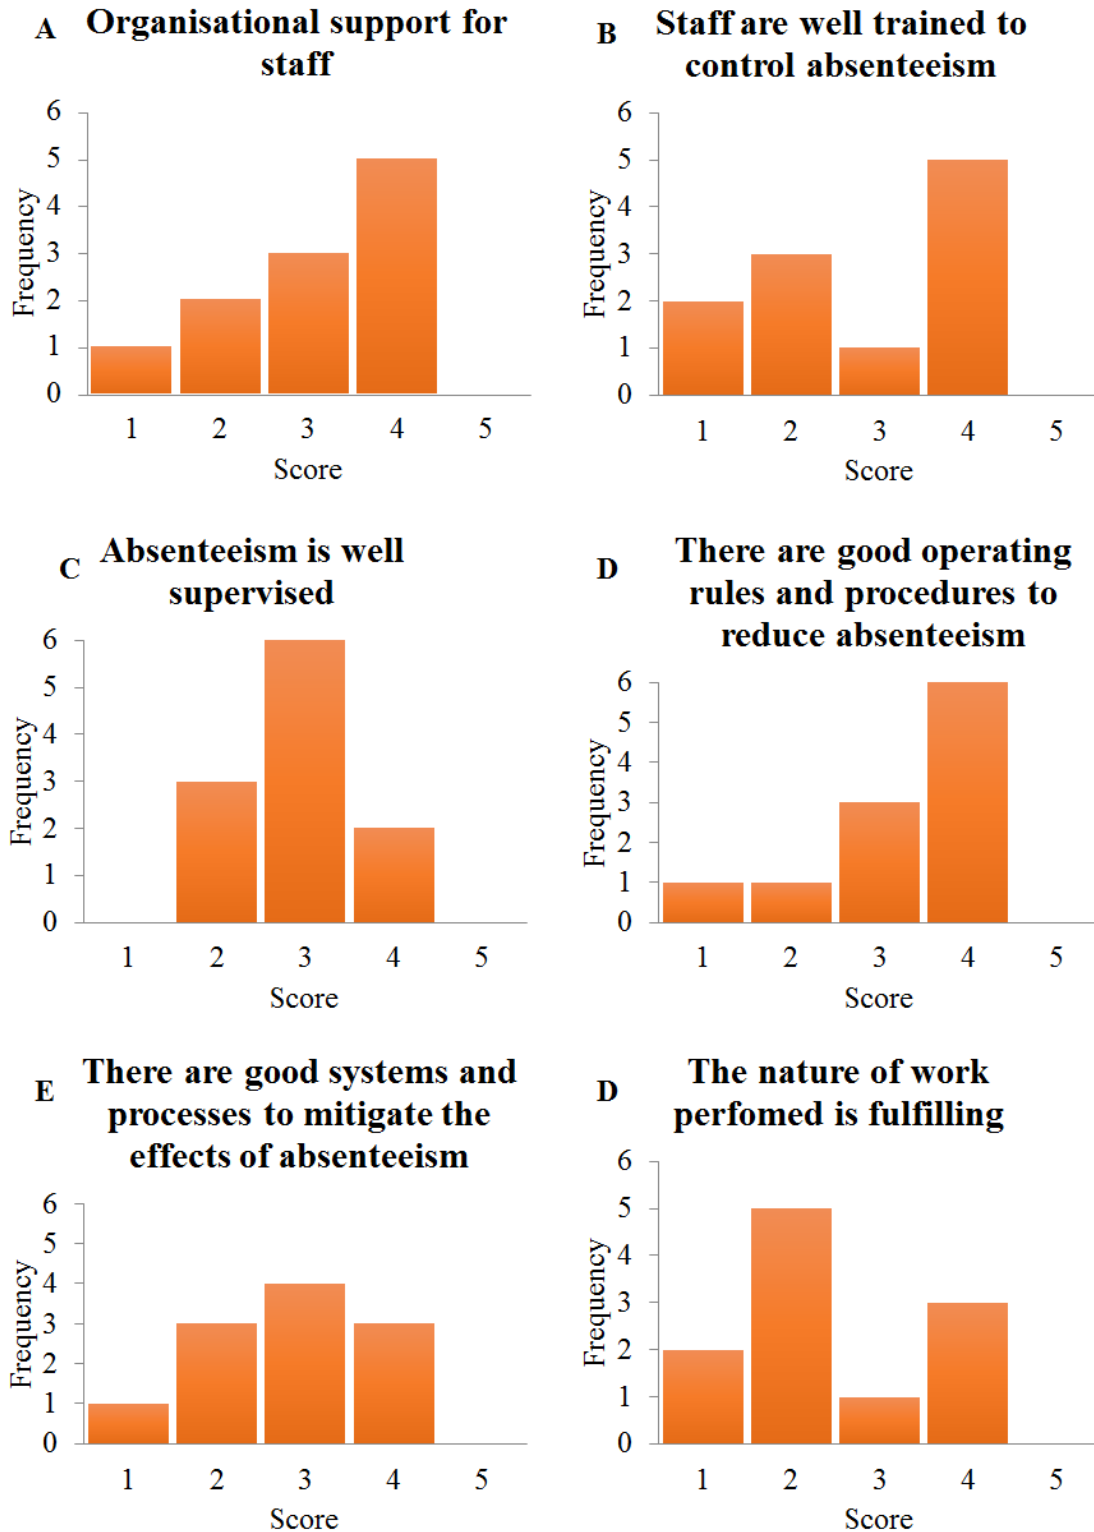 A Organisational support for
staff
Frequency
6
5
4
3
2
1
0
1 2 3 4 5
Score
B Staff are well trained to
control absenteeism
Frequency
6
5
4
3
2
1
0
1 2 3 4 5
Score
C Absenteeism is well
supervised
Frequency
6
5
4
3
2
1
0
1 2 3 4 5
Score
D There are good operating
rules and procedures to
reduce absenteeism
Frequency
6
5
4
3
2
1
0
1 2 3 4 5
Score
E There are good systems and
processes to mitigate the
effects of absenteeism
Frequency
6
5
4
3
2
1
0
1 2 3 4 5
Score
D The nature of work
perfomed is fulfilling
Frequency
6
5
4
3
2
1
0
1 2 3 4 5
Score